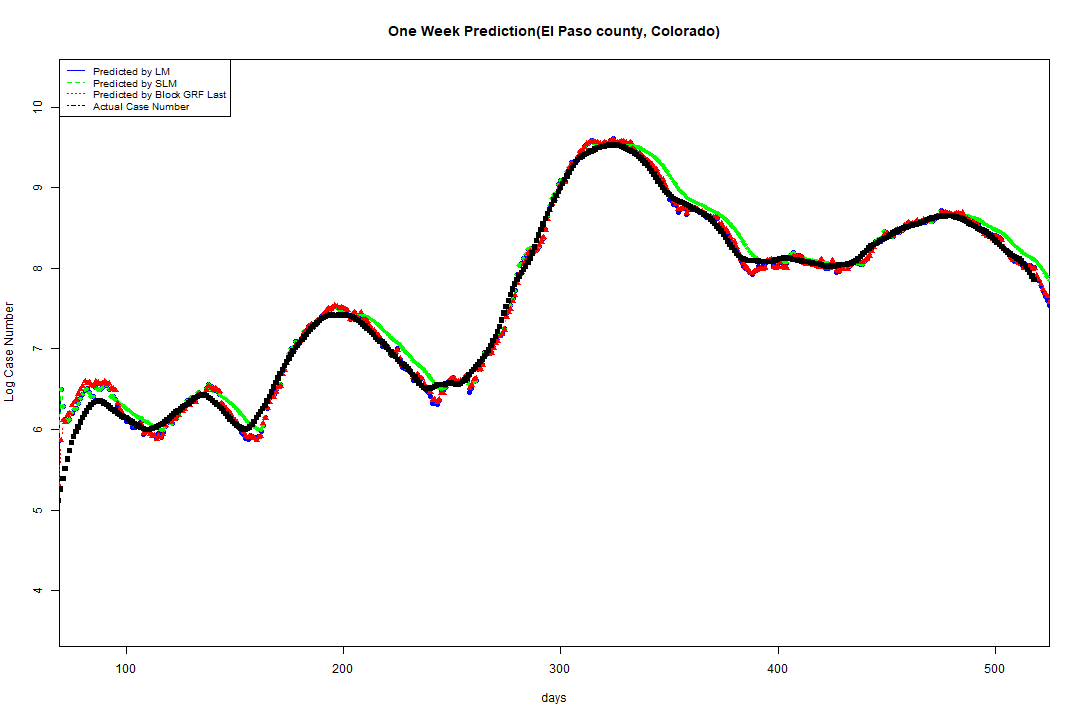 One Week Prediction(El Paso county, Colorado)
Predicted by LM
Predicted by SLM
Predicted by Block GRF Last
Actual Case Number
Log Case Number
10
9
8
7
6
5
4
100 200 300 400 500
days